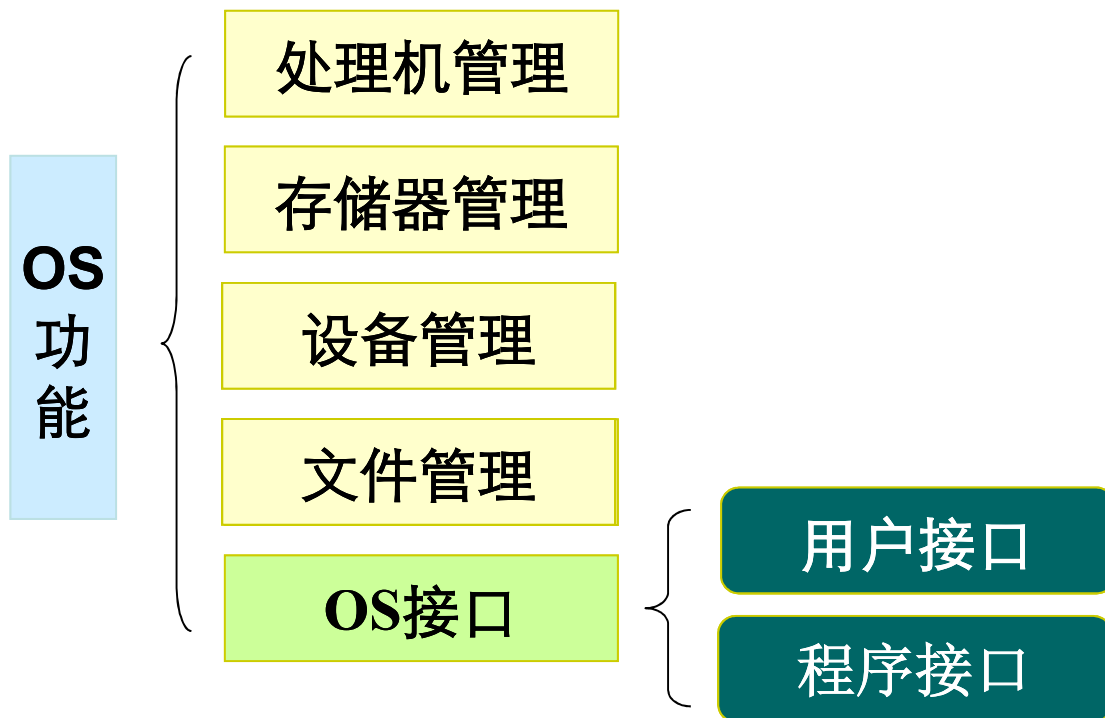 OS
功
能
处理机管理
存储器管理
设备管理
文件管理
OS接口
用户接口
程序接口